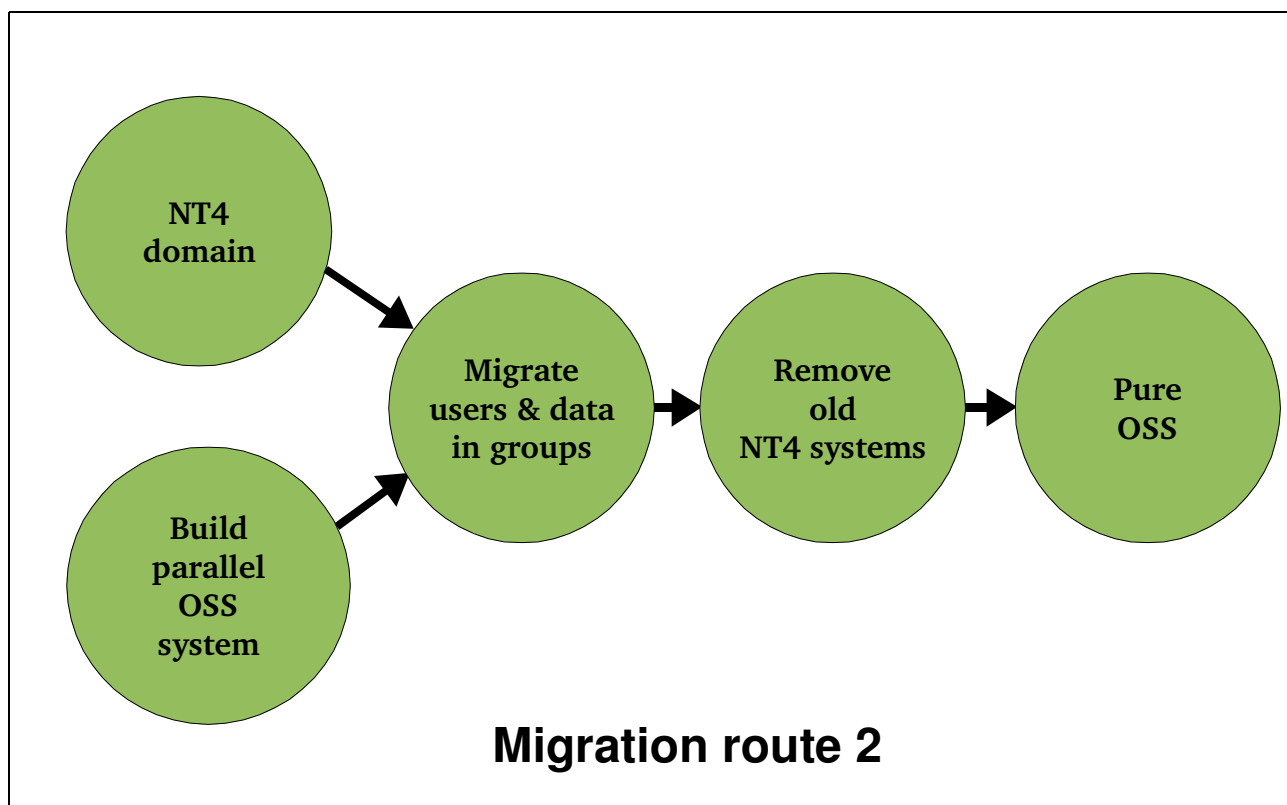 NT4
domain
Build
parallel
OSS
system
Migrate
users & data
in groups
Remove
old
NT4 systems
Pure
OSS
Migration route 2